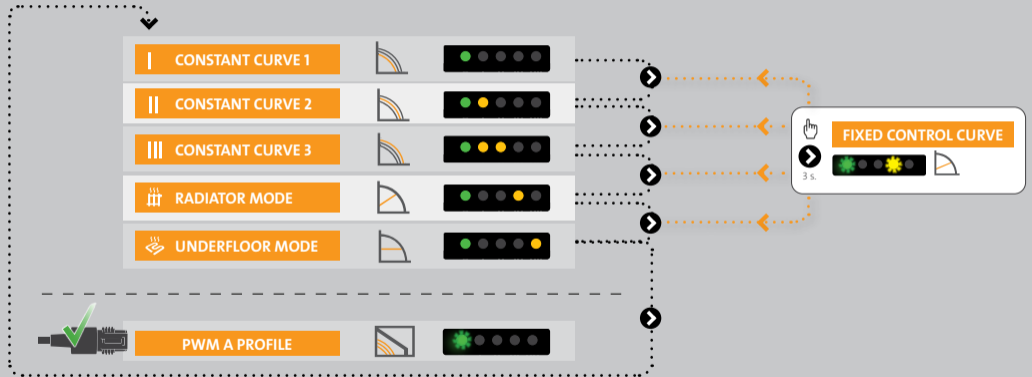 CONSTANT CURVE 1
CONSTANT CURVE 2
CONSTANT CURVE 3
RADIATOR MODE
UNDERFLOOR MODE
PWM A PROFILE
FIXED CONTROL CURVE
3 s.